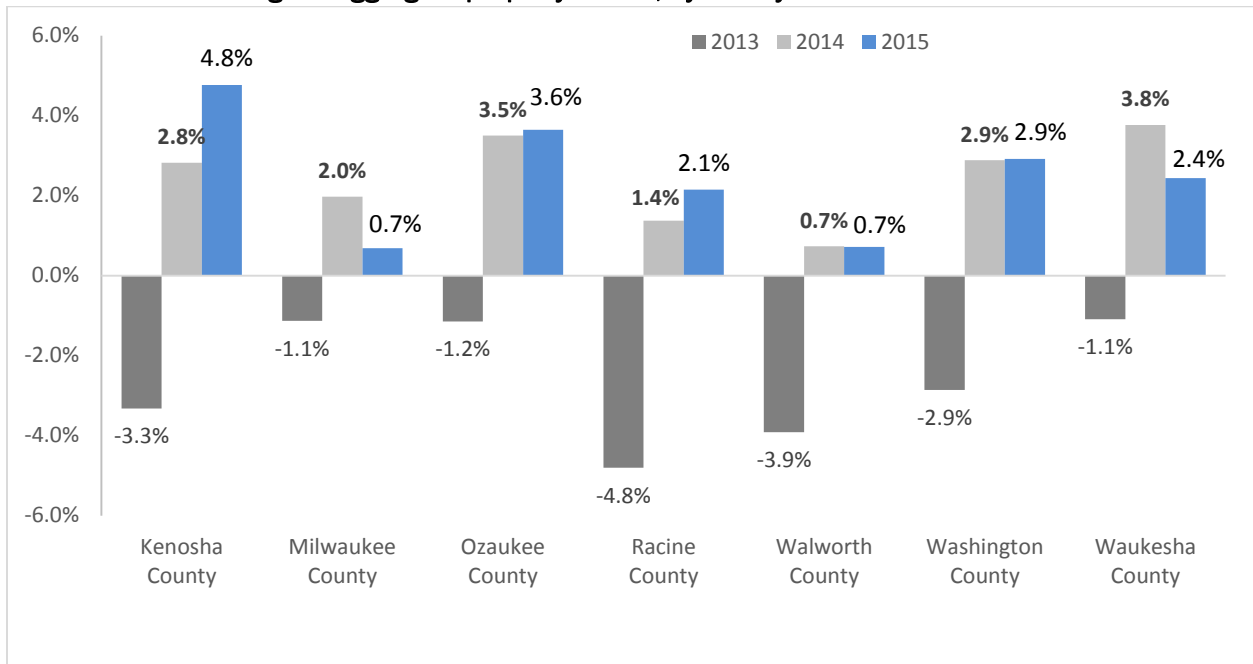 6.0%
4.0%
2.0%
0.0%
-2.0%
-4.0%
-6.0%
2013 2014 2015
-3.3%
2.8%
4.8%
-1.1%
2.0%
0.7%
-1.2%
3.5%
3.6%
-4.8%
1.4%
2.1%
-3.9%
0.7%
0.7%
-2.9%
2.9%
2.9%
-1.1%
3.8%
2.4%
Kenosha
County
Milwaukee
County
Ozaukee
County
Racine
County
Walworth
County
Washington
County
Waukesha
County